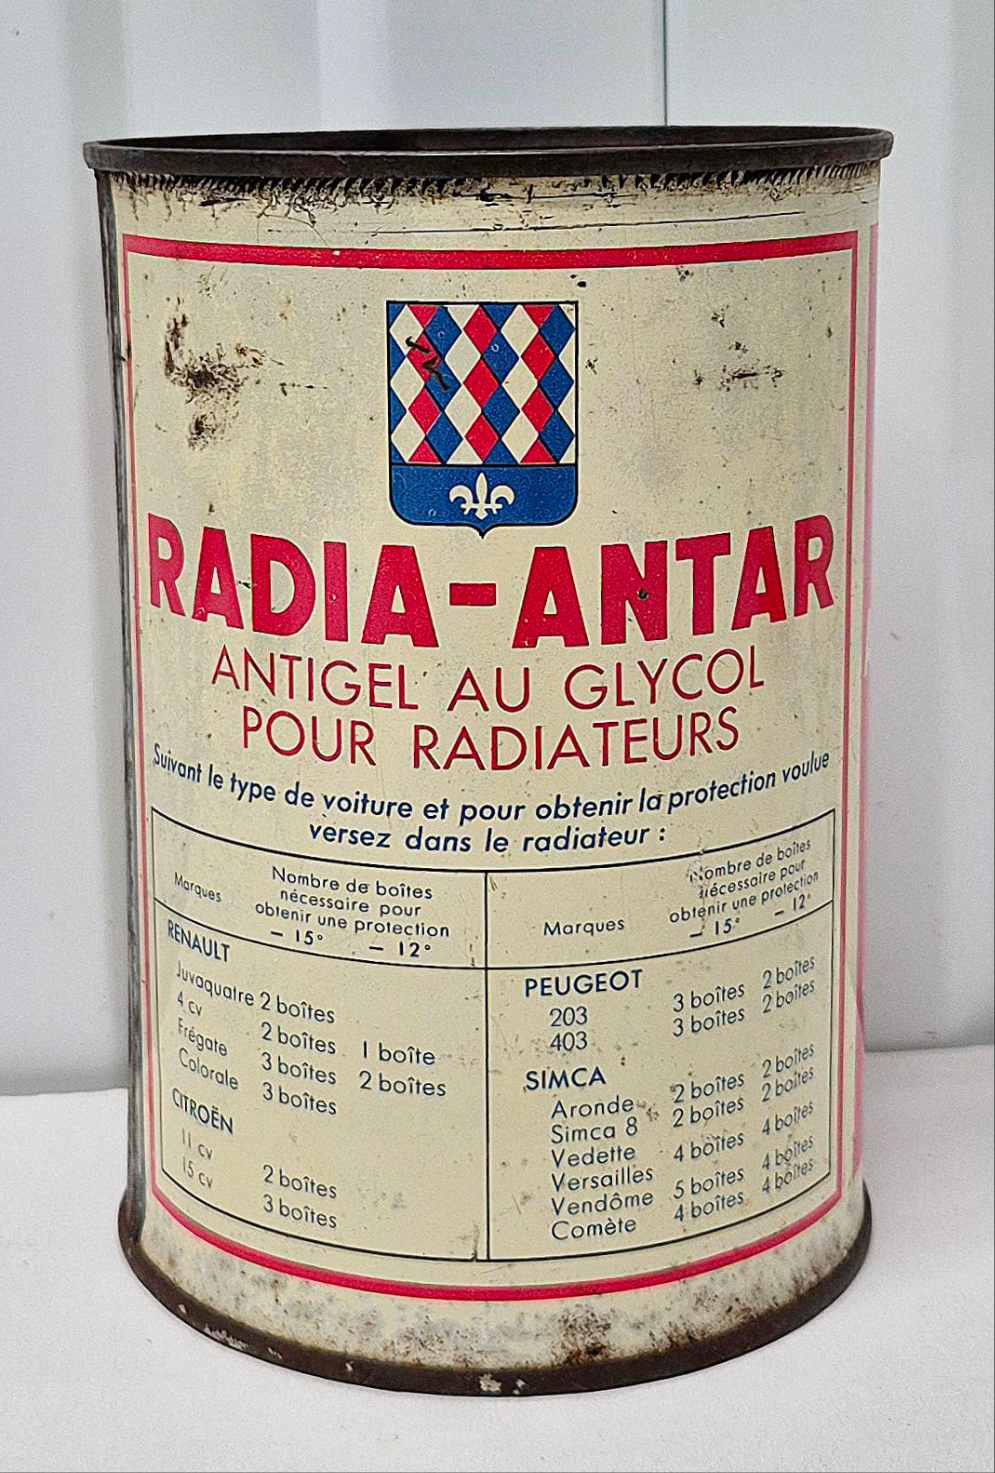 RADIA-ANTAR
ANTIGEL AU GLYCOL
POUR RADIATEURS
Suivant le type de voiture et pour obtenir la protection voulue
versez dans le radiateur :
Marques
Nombre de boîtes
nécessaire pour
obtenir une protection
− 15° − 12°
RENAULT
Juvaquatre 2 boîtes
4 cv 2 boîtes 1 boîte
Frégate 3 boîtes 2 boîtes
Colorale 3 boîtes
CITROËN
11 cv 2 boîtes
15 cv 3 boîtes
Marques
Nombre de boîtes
nécessaire pour
obtenir une protection
− 15° − 12°
PEUGEOT
203 3 boîtes 2 boîtes
403 3 boîtes 2 boîtes
SIMCA
Aronde 2 boîtes 2 boîtes
Simca 8 2 boîtes 2 boîtes
Vedette
Versailles 4 boîtes 4 boîtes
Vendôme 5 boîtes 4 boîtes
Comète 4 boîtes 4 boîtes